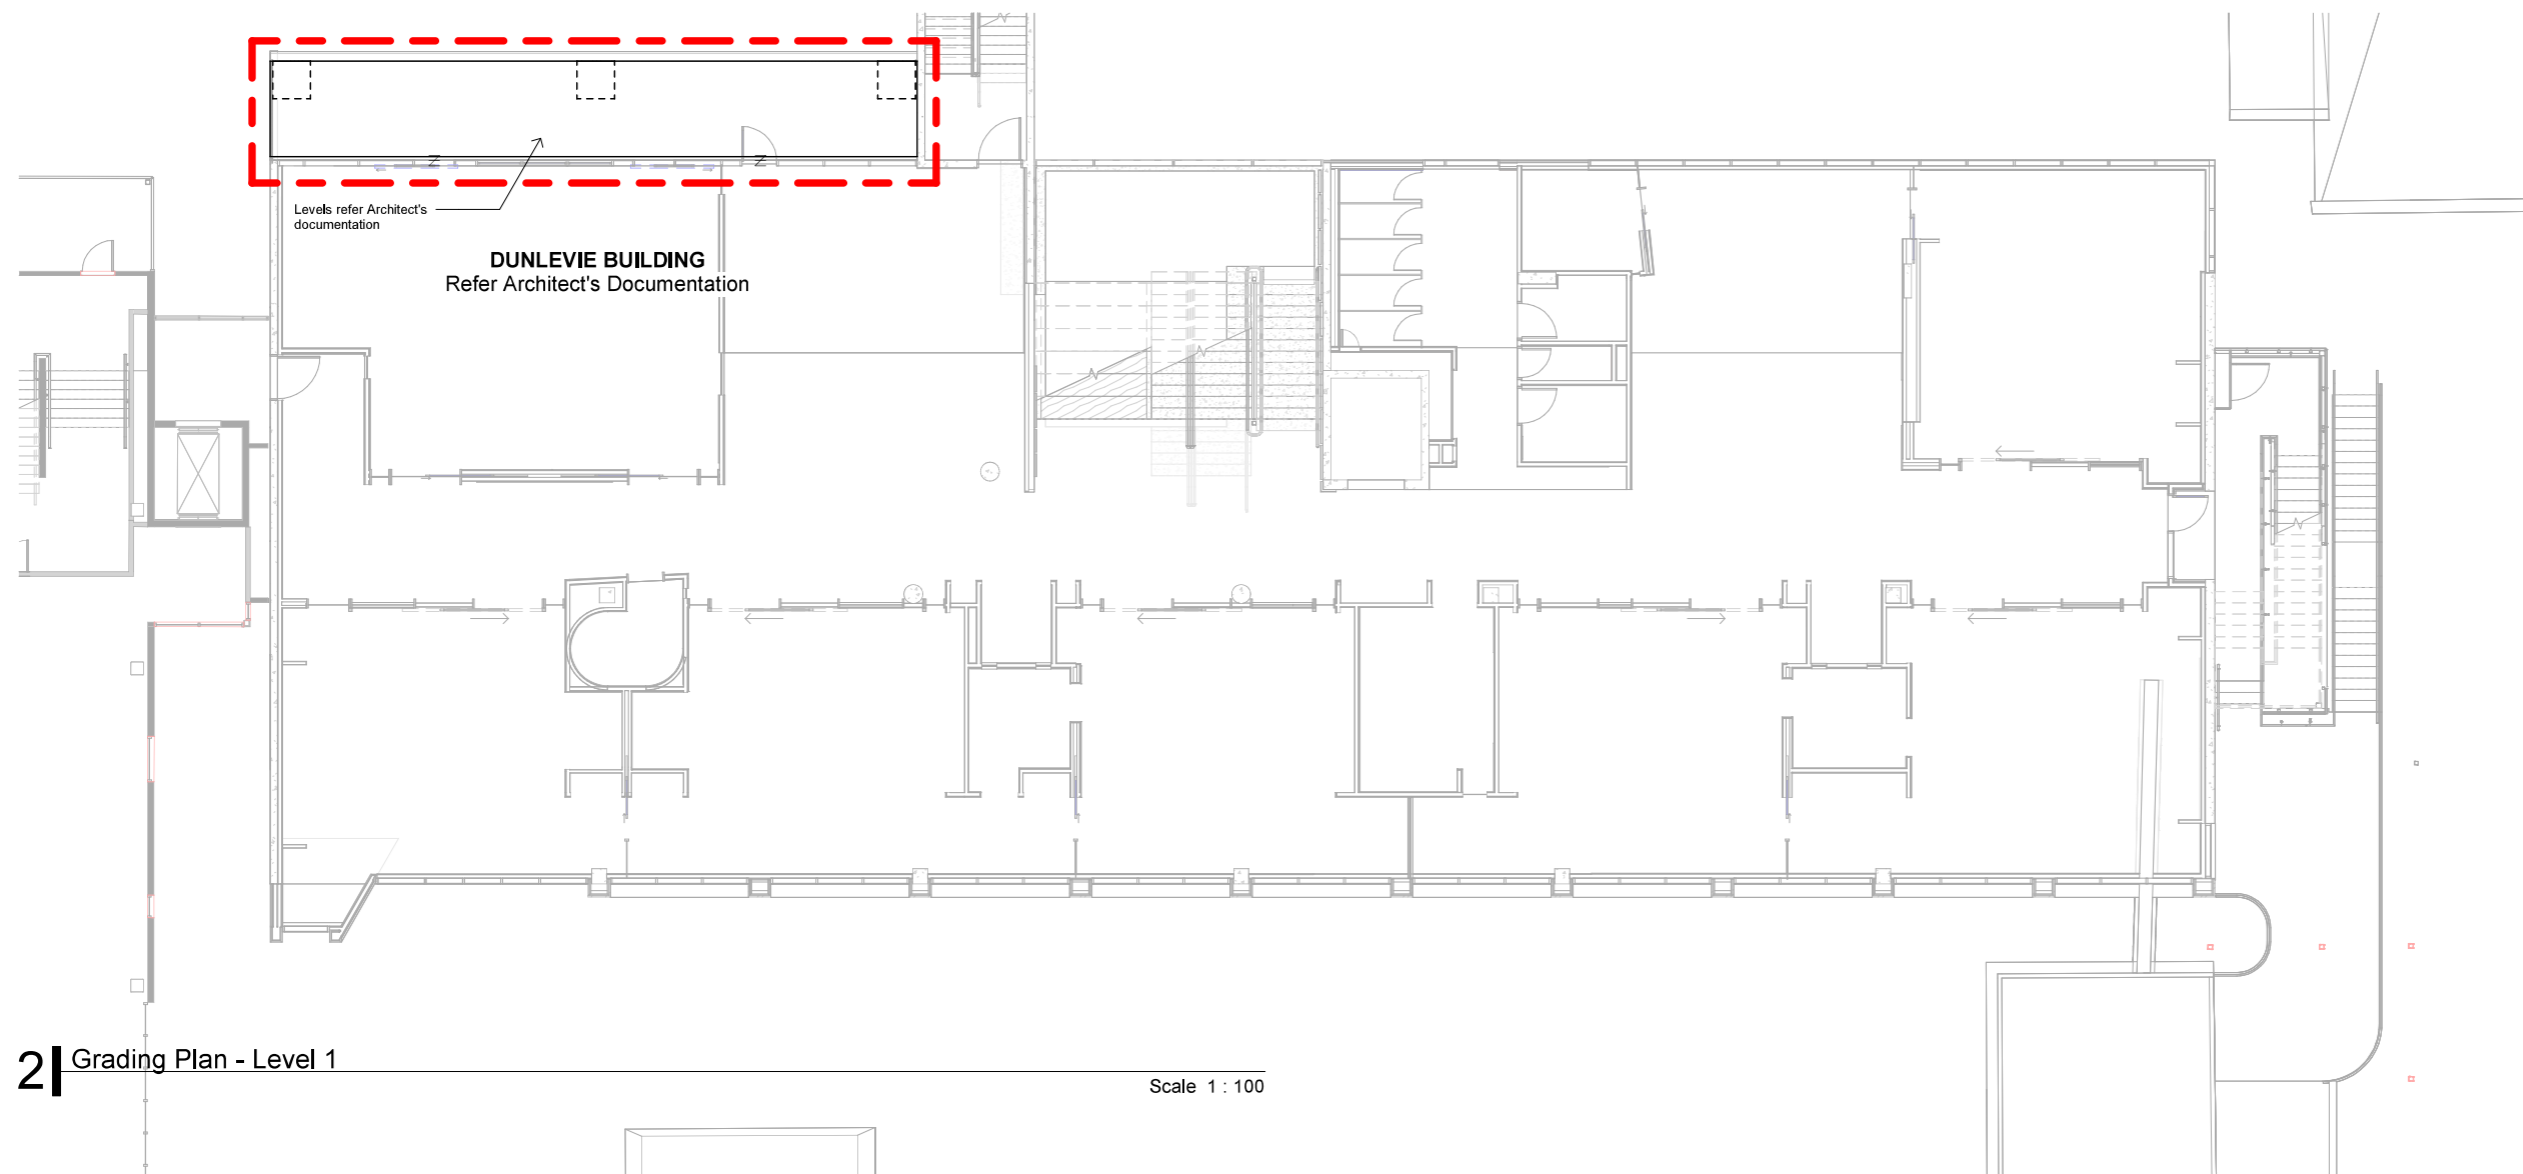 Levels refer Architect's
documentation
DUNLEVIE BUILDING
Refer Architect's Documentation
2
Grading Plan - Level 1
Scale 1 : 100